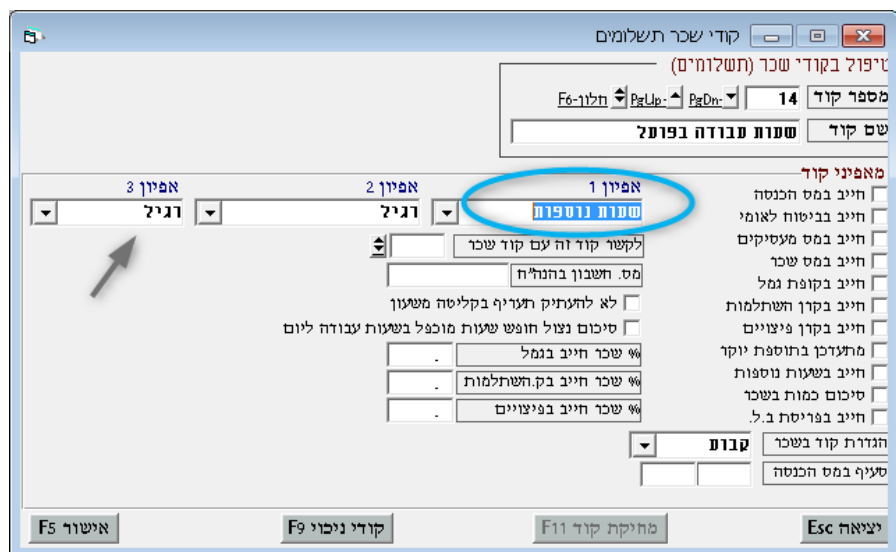 קודי שכר תשלומים
טיפול בקודי שכר (תשלומים)
מספר קוד 14 PgDn- PgUp- חלון-F6
שם קוד שעות עבודה בפועל
מאפיני קוד
אפיון 1 אפיון 2 אפיון 3
שעות נוספות רגיל רגיל
חייב במס הכנסה
חייב בביטוח לאומי
חייב במס מעסיקים
חייב במס שכר
חייב בקופת גמל
חייב בקרן השתלמות
חייב בקרן פיצויים
מתעדכן בתוספת יוקר
חייב בשעות נוספות
סיכום כמות בשכר
חייב בפריסת ב.ל.
הגדרת קוד בשכר קבוע
סעיף במס הכנסה
לקשר קוד זה עם קוד שכר
מס. חשבון בהנה"ח
לא להעתיק תעריף בקליטה משעון
סיכום נצול חופש שעות מוכפל בשעות עבודה ליום
% שכר חייב בגמל .
% שכר חייב בק.השתלמות .
% שכר חייב בפיצויים .
יציאה Esc מחיקת קוד F11 קודי ניכוי F9 אישור F5